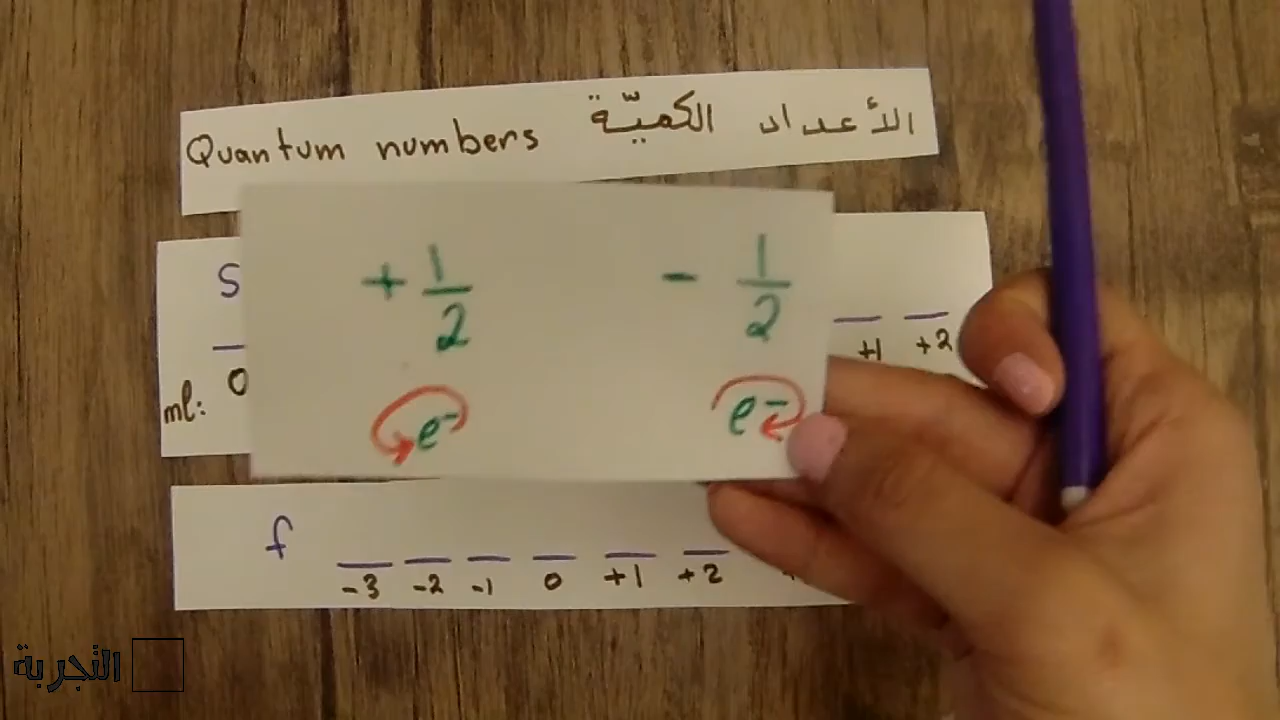 Quantum numbers الأعداد الكميّة
+ 1/2 - 1/2
e- e-
S
+1 +2
ml: 0
f
-3 -2 -1 0 +1 +2
التجربة